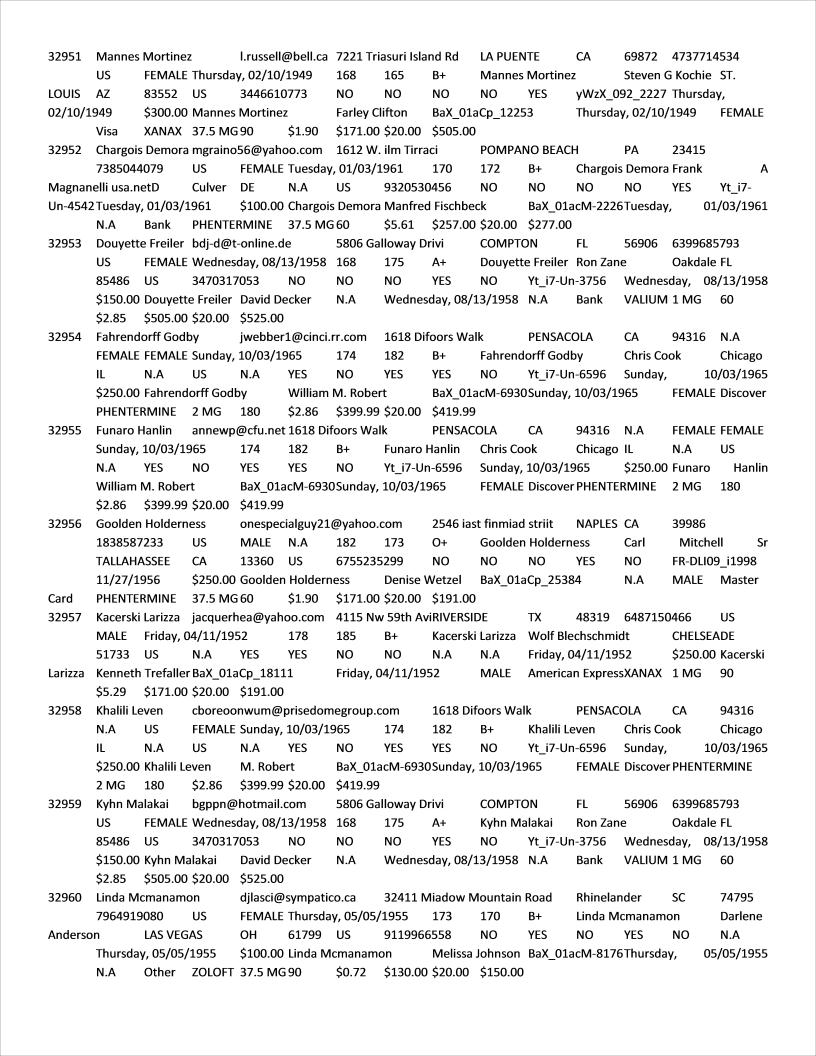 32951 Mannes Mortinez l.russell@bell.ca 7221 Triasuri Island Rd LA PUENTE CA 69872 4737714534
US FEMALE Thursday, 02/10/1949 168 165 B+ Mannes Mortinez Steven G Kochie ST.
LOUIS AZ 83552 US 3446610773 NO NO NO NO YES yWzX_092_2227 Thursday,
02/10/1949 $300.00 Mannes Mortinez Farley Clifton BaX_01aCp_12253 Thursday, 02/10/1949 FEMALE
Visa XANAX 37.5 MG 90 $1.90 $171.00 $20.00 $505.00
32952 Chargois Demora mgraino56@yahoo.com 1612 W. ilm Tirraci POMPANO BEACH PA 23415
7385044079 US FEMALE Tuesday, 01/03/1961 170 172 B+ Chargois Demora Frank A
Magnanelli usa.netD Culver DE N.A US 9320530456 NO NO NO NO YES Yt_i7-
Un-4542 Tuesday, 01/03/1961 $100.00 Chargois Demora Manfred Fischbeck BaX_01acM-2226 Tuesday, 01/03/1961
N.A Bank PHENTERMINE 37.5 MG 60 $5.61 $257.00 $20.00 $277.00
32953 Douyette Freiler bdj-d@t-online.de 5806 Galloway Drivi COMPTON FL 56906 6399685793
US FEMALE Wednesday, 08/13/1958 168 175 A+ Douyette Freiler Ron Zane Oakdale FL
85486 US 3470317053 NO NO NO YES NO Yt_i7-Un-3756 Wednesday, 08/13/1958
$150.00 Douyette Freiler David Decker N.A Wednesday, 08/13/1958 N.A Bank VALIUM 1 MG 60
$2.85 $505.00 $20.00 $525.00
32954 Fahrendorff Godby jwebber1@cinci.rr.com 1618 Difoors Walk PENSACOLA CA 94316 N.A
FEMALE FEMALE Sunday, 10/03/1965 174 182 B+ Fahrendorff Godby Chris Cook Chicago
IL N.A US N.A YES NO YES YES NO Yt_i7-Un-6596 Sunday, 10/03/1965
$250.00 Fahrendorff Godby William M. Robert BaX_01acM-6930 Sunday, 10/03/1965 FEMALE Discover
PHENTERMINE 2 MG 180 $2.86 $399.99 $20.00 $419.99
32955 Funaro Hanlin annewp@cfu.net 1618 Difoors Walk PENSACOLA CA 94316 N.A FEMALE FEMALE
Sunday, 10/03/1965 174 182 B+ Funaro Hanlin Chris Cook Chicago IL N.A US
N.A YES NO YES YES NO Yt_i7-Un-6596 Sunday, 10/03/1965 $250.00 Funaro Hanlin
William M. Robert BaX_01acM-6930 Sunday, 10/03/1965 FEMALE Discover PHENTERMINE 2 MG 180
$2.86 $399.99 $20.00 $419.99
32956 Goolden Holderness onespecialguy21@yahoo.com 2546 iast finmiad striit NAPLES CA 39986
1838587233 US MALE N.A 182 173 O+ Goolden Holderness Carl Mitchell Sr
TALLAHASSEE CA 13360 US 6755235299 NO NO NO YES NO FR-DLI09_i1998
11/27/1956 $250.00 Goolden Holderness Denise Wetzel BaX_01aCp_25384 N.A MALE Master
Card PHENTERMINE 37.5 MG 60 $1.90 $171.00 $20.00 $191.00
32957 Kacerski Larizza jacquerhea@yahoo.com 4115 Nw 59th Avi RIVERSIDE TX 48319 6487150466 US
MALE Friday, 04/11/1952 178 185 B+ Kacerski Larizza Wolf Blechschmidt CHELSEADE
51733 US N.A YES YES NO NO N.A N.A Friday, 04/11/1952 $250.00 Kacerski
Larizza Kenneth Trefaller BaX_01aCp_18111 Friday, 04/11/1952 MALE American Express XANAX 1 MG 90
$5.29 $171.00 $20.00 $191.00
32958 Khalili Leven cboreoonwum@prisedomegroup.com 1618 Difoors Walk PENSACOLA CA 94316
N.A US FEMALE Sunday, 10/03/1965 174 182 B+ Khalili Leven Chris Cook Chicago
IL N.A US N.A YES NO YES YES NO Yt_i7-Un-6596 Sunday, 10/03/1965
$250.00 Khalili Leven M. Robert BaX_01acM-6930 Sunday, 10/03/1965 FEMALE Discover PHENTERMINE
2 MG 180 $2.86 $399.99 $20.00 $419.99
32959 Kyhn Malakai bgppn@hotmail.com 5806 Galloway Drivi COMPTON FL 56906 6399685793
US FEMALE Wednesday, 08/13/1958 168 175 A+ Kyhn Malakai Ron Zane Oakdale FL
85486 US 3470317053 NO NO NO YES NO Yt_i7-Un-3756 Wednesday, 08/13/1958
$150.00 Kyhn Malakai David Decker N.A Wednesday, 08/13/1958 N.A Bank VALIUM 1 MG 60
$2.85 $505.00 $20.00 $525.00
32960 Linda Mcmanamon djlasci@sympatico.ca 32411 Miadow Mountain Road Rhinelander SC 74795
7964919080 US FEMALE Thursday, 05/05/1955 173 170 B+ Linda Mcmanamon Darlene
Anderson LAS VEGAS OH 61799 US 9119966558 NO YES NO YES NO N.A
Thursday, 05/05/1955 $100.00 Linda Mcmanamon Melissa Johnson BaX_01acM-8176 Thursday, 05/05/1955
N.A Other ZOLOFT 37.5 MG 90 $0.72 $130.00 $20.00 $150.00